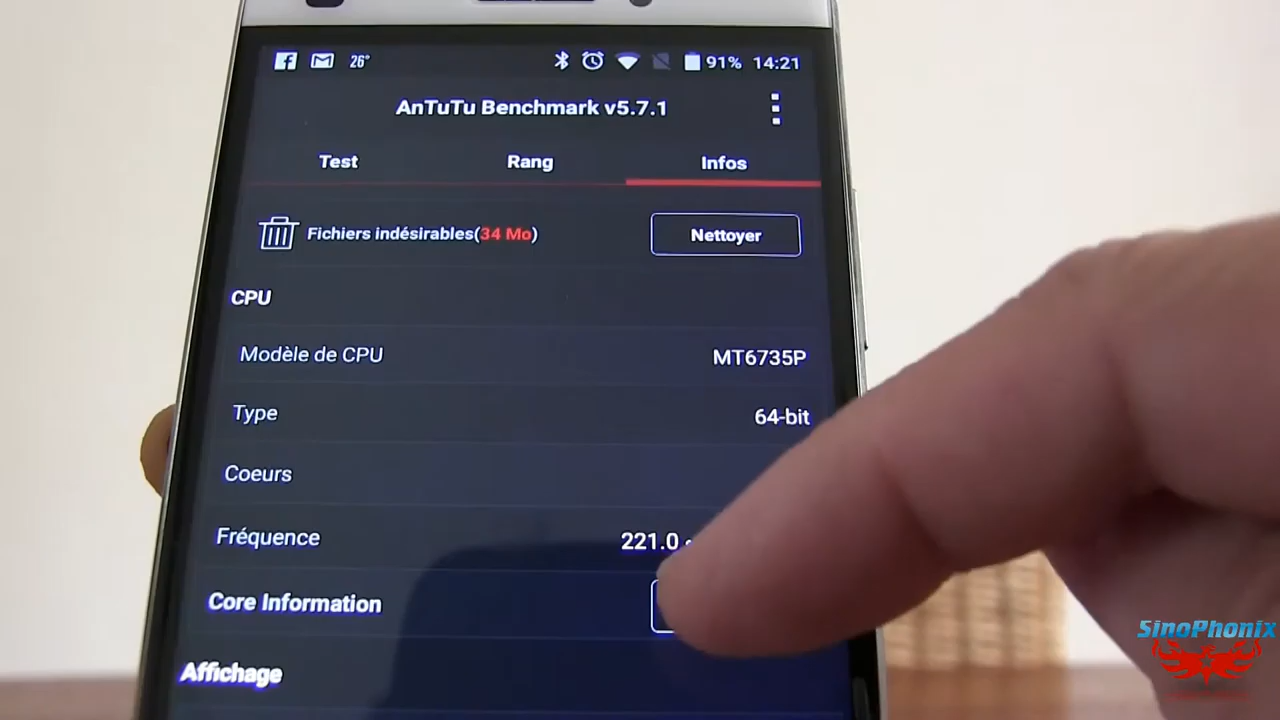 26° 91% 14:21
AnTuTu Benchmark v5.7.1
Test Rang Infos
Fichiers indésirables(34 Mo) Nettoyer
CPU
Modèle de CPU MT6735P
Type 64-bit
Coeurs
Fréquence 221.0
Core Information
Affichage
SinoPhonix